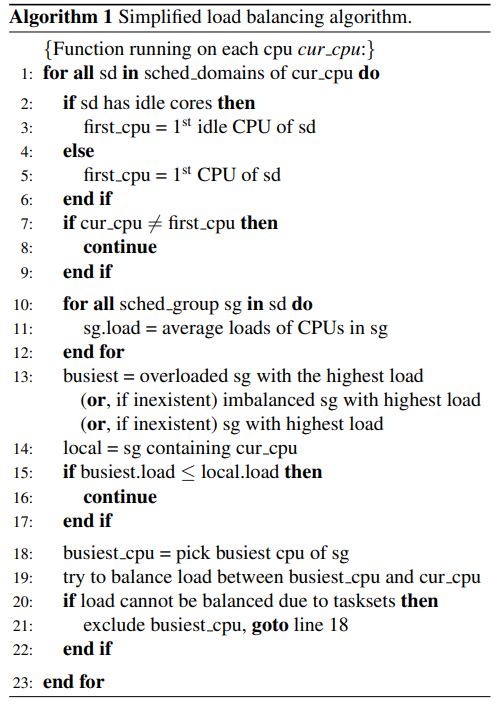 Algorithm 1 Simplified load balancing algorithm.
{Function running on each cpu cur_cpu:}
1: for all sd in sched_domains of cur_cpu do
2: if sd has idle cores then
3: first_cpu = 1st idle CPU of sd
4: else
5: first_cpu = 1st CPU of sd
6: end if
7: if cur_cpu ≠ first_cpu then
8: continue
9: end if
10: for all sched_group sg in sd do
11: sg.load = average loads of CPUs in sg
12: end for
13: busiest = overloaded sg with the highest load
(or, if inexistent) imbalanced sg with highest load
(or, if inexistent) sg with highest load
14: local = sg containing cur_cpu
15: if busiest.load ≤ local.load then
16: continue
17: end if
18: busiest_cpu = pick busiest cpu of sg
19: try to balance load between busiest_cpu and cur_cpu
20: if load cannot be balanced due to tasksets then
21: exclude busiest_cpu, goto line 18
22: end if
23: end for